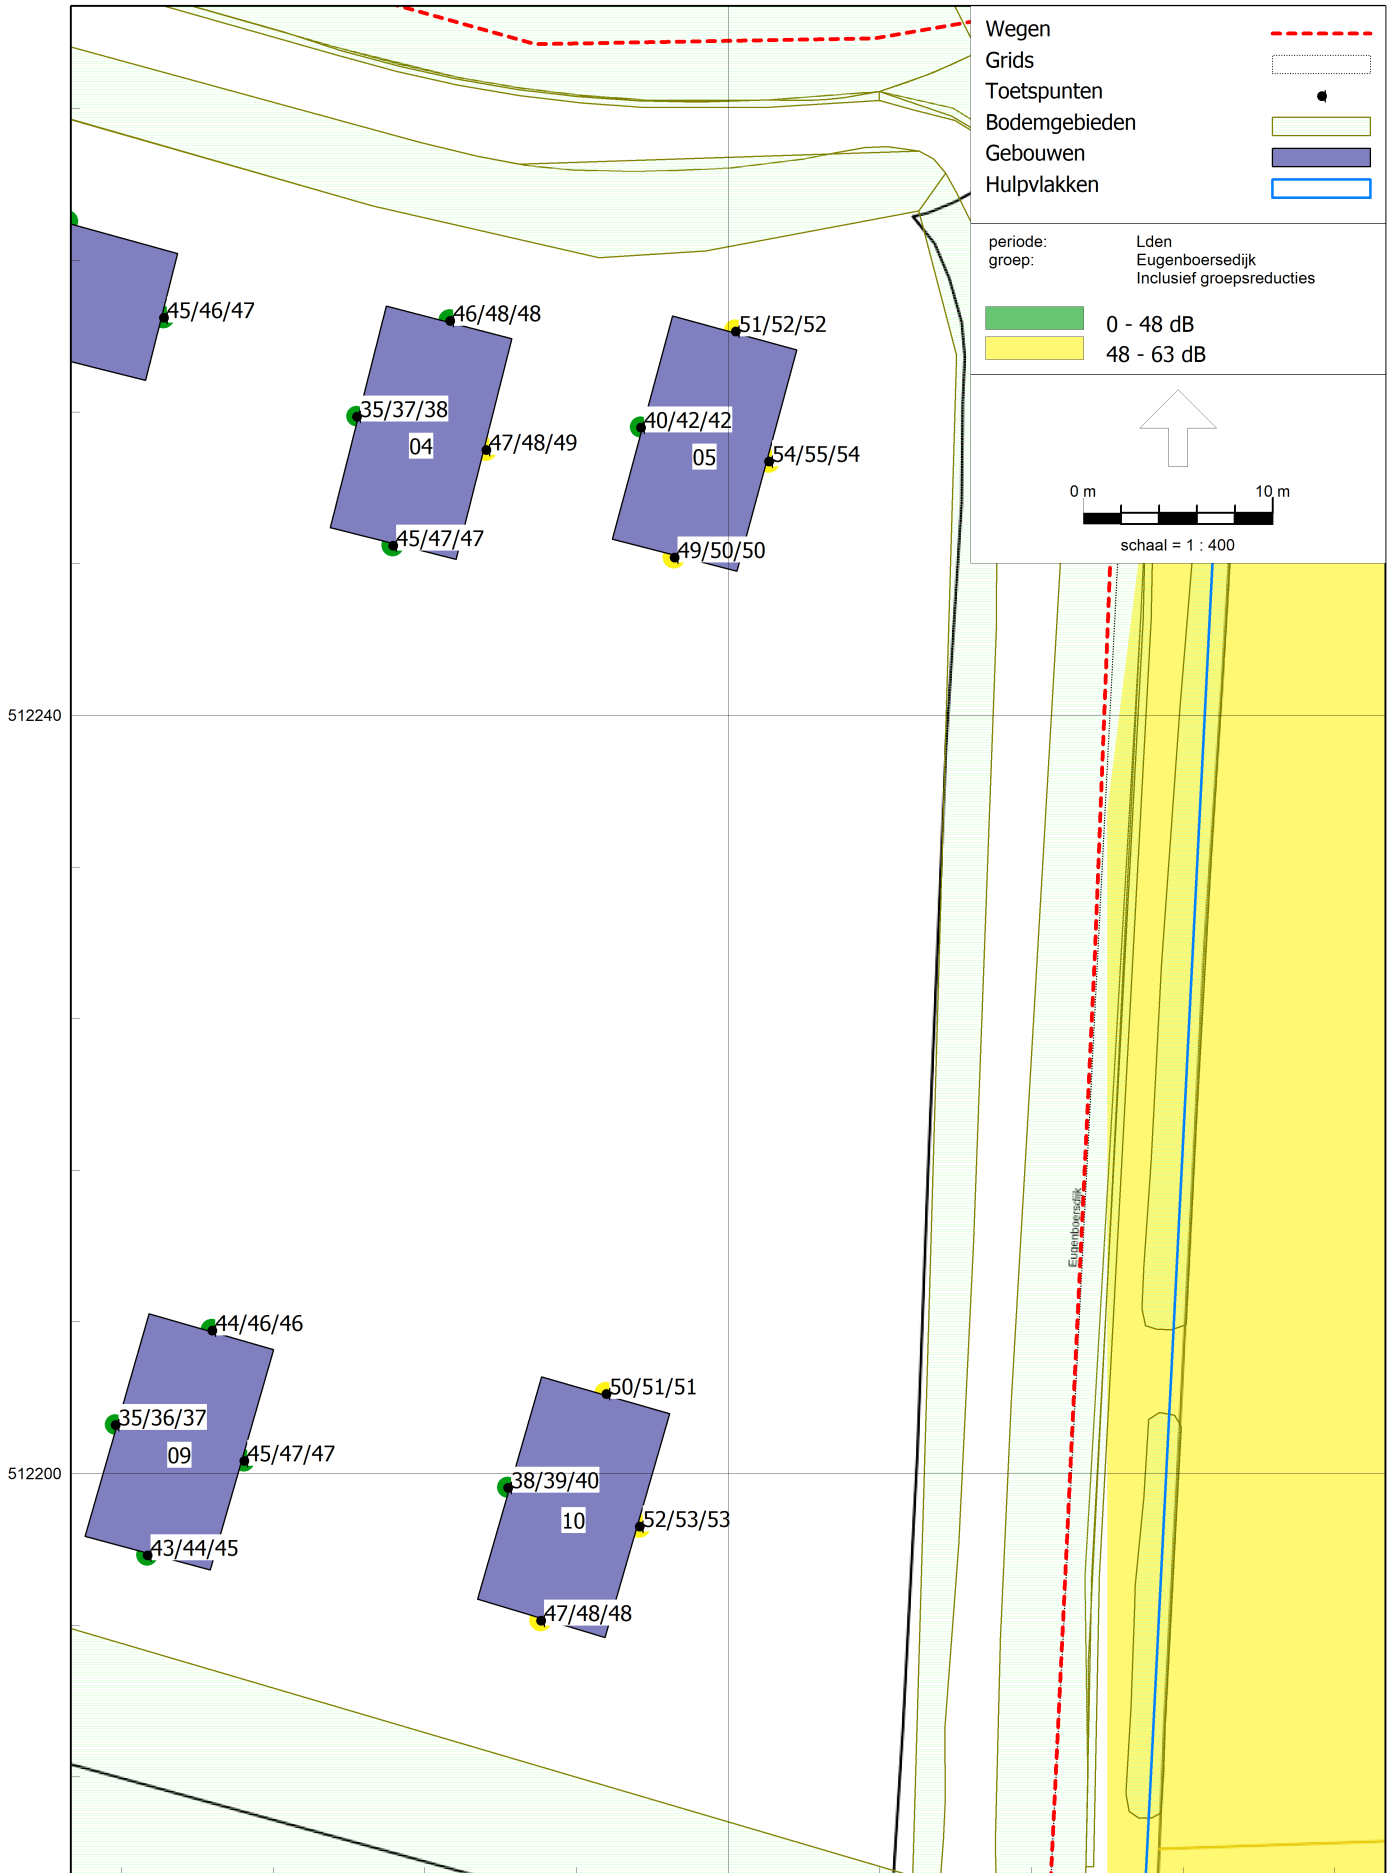 Wegen
Grids
Toetspunten
Bodemgebieden
Gebouwen
Hulpvlakken
periode: Lden
groep: Eugenboersedijk
Inclusief groepsreducties
0 - 48 dB
48 - 63 dB
0 m 10 m
schaal = 1 : 400
45/46/47
46/48/48
51/52/52
35/37/38
40/42/42
04
47/48/49
05
54/55/54
45/47/47
49/50/50
512240
Eugenboersdijk
44/46/46
50/51/51
35/36/37
09
45/47/47
512200
38/39/40
10
52/53/53
43/44/45
47/48/48